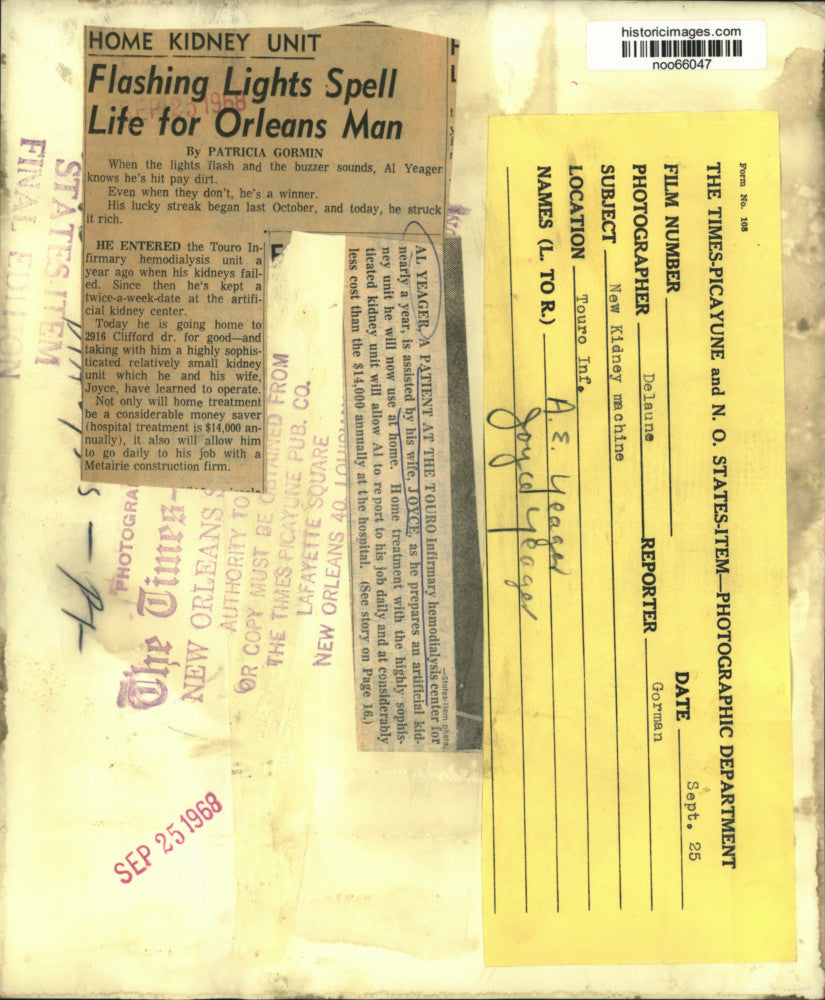 historicimages.com
noo66047
HOME KIDNEY UNIT
Flashing Lights Spell
Life for Orleans Man
SEP 25 1968
By PATRICIA GORMIN
When the lights flash and the buzzer sounds, Al Yeager
knows he's hit pay dirt.
Even when they don't, he's a winner.
His lucky streak began last October, and today, he struck
it rich.
HE ENTERED the Touro In-
firmary hemodialysis unit a
year ago when his kidneys fail-
ed. Since then he's kept a
twice-a-week-date at the artifi-
cial kidney center.
Today he is going home to
2916 Clifford dr. for good—and
taking with him a highly sophis-
ticated relatively small kidney
unit which he and his wife,
Joyce, have learned to operate.
Not only will home treatment
be a considerable money saver
(hospital treatment is $14,000 an-
nually), it also will allow him
to go daily to his job with a
Metairie construction firm.
—States-Item photo.
AL YEAGER, A PATIENT AT THE TOURO Infirmary hemodialysis center for
nearly a year, is assisted by his wife, JOYCE, as he prepares an artificial kid-
ney unit he will now use at home. Home treatment with the highly sophis-
ticated kidney unit will allow Al to report to his job daily and at considerably
less cost than the $14,000 annually at the hospital. (See story on Page 16.)
Form No. 108
THE TIMES-PICAYUNE and N. O. STATES-ITEM—PHOTOGRAPHIC DEPARTMENT
FILM NUMBER DATE Sept. 25
PHOTOGRAPHER Delaune REPORTER Gorman
SUBJECT New Kidney machine
LOCATION Touro Inf.
NAMES (L. TO R.) A. E. Yeager
Joyce Yeager
STATES-ITEM
FINAL EDITION
PHOTOGRA
The Times-
NEW ORLEANS
AUTHORITY TO
OR COPY MUST BE OBTAINED FROM
THE TIMES PICAYUNE PUB. CO.
LAFAYETTE SQUARE
NEW ORLEANS 40, LOUISIANA
SEP 25 1968